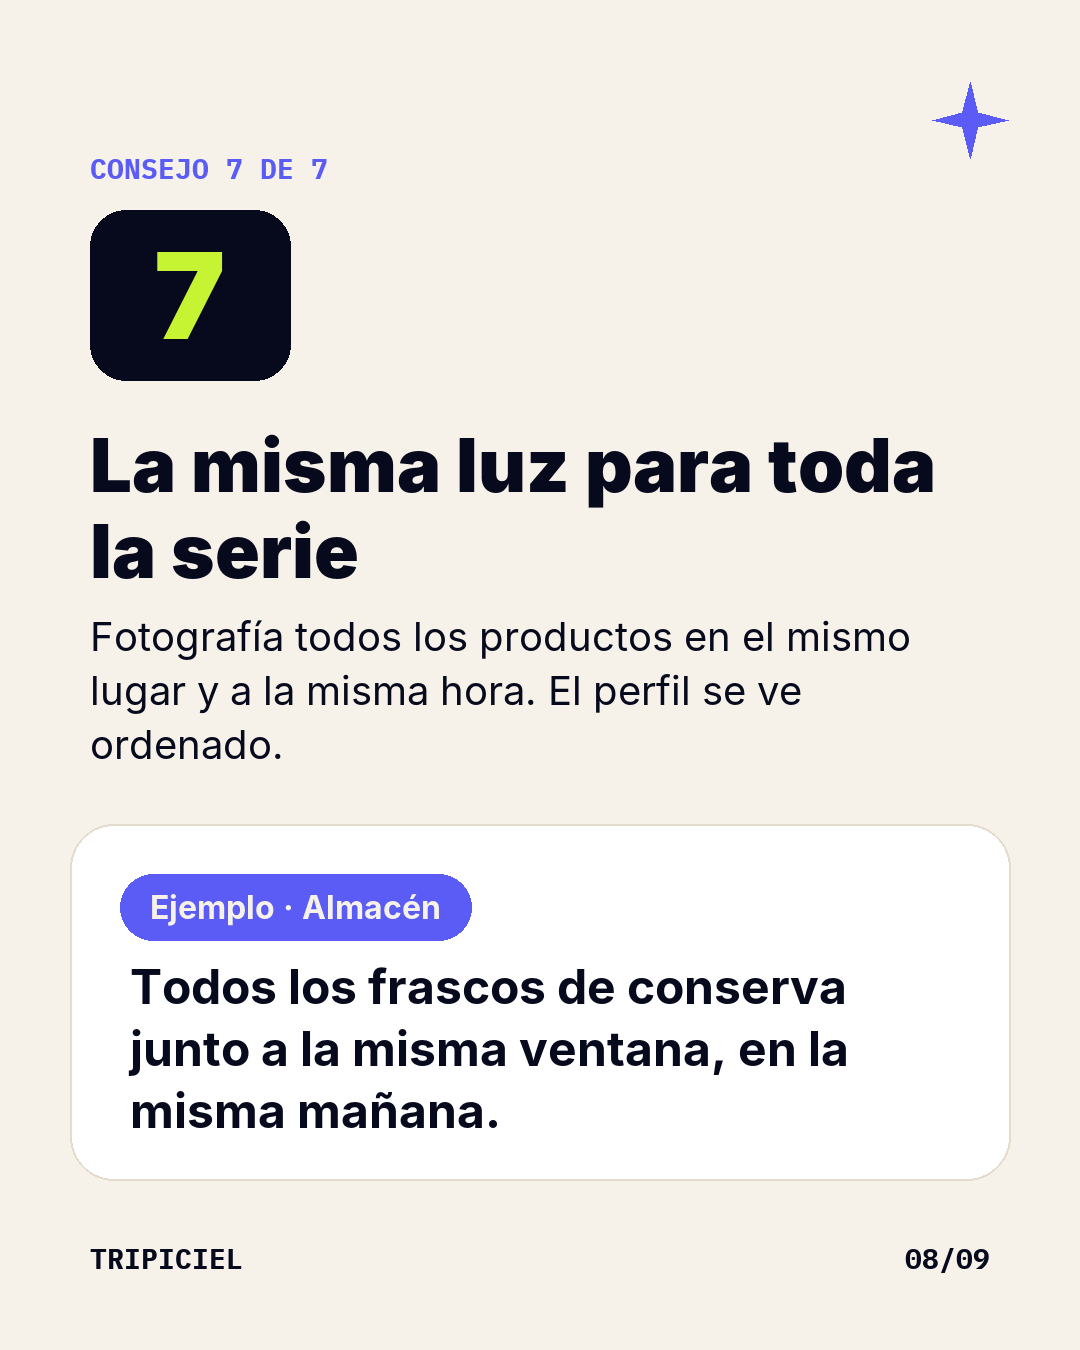 CONSEJO 7 DE 7
7
La misma luz para toda
la serie
Fotografía todos los productos en el mismo
lugar y a la misma hora. El perfil se ve
ordenado.
Ejemplo · Almacén
Todos los frascos de conserva
junto a la misma ventana, en la
misma mañana.
TRIPICIEL
08/09